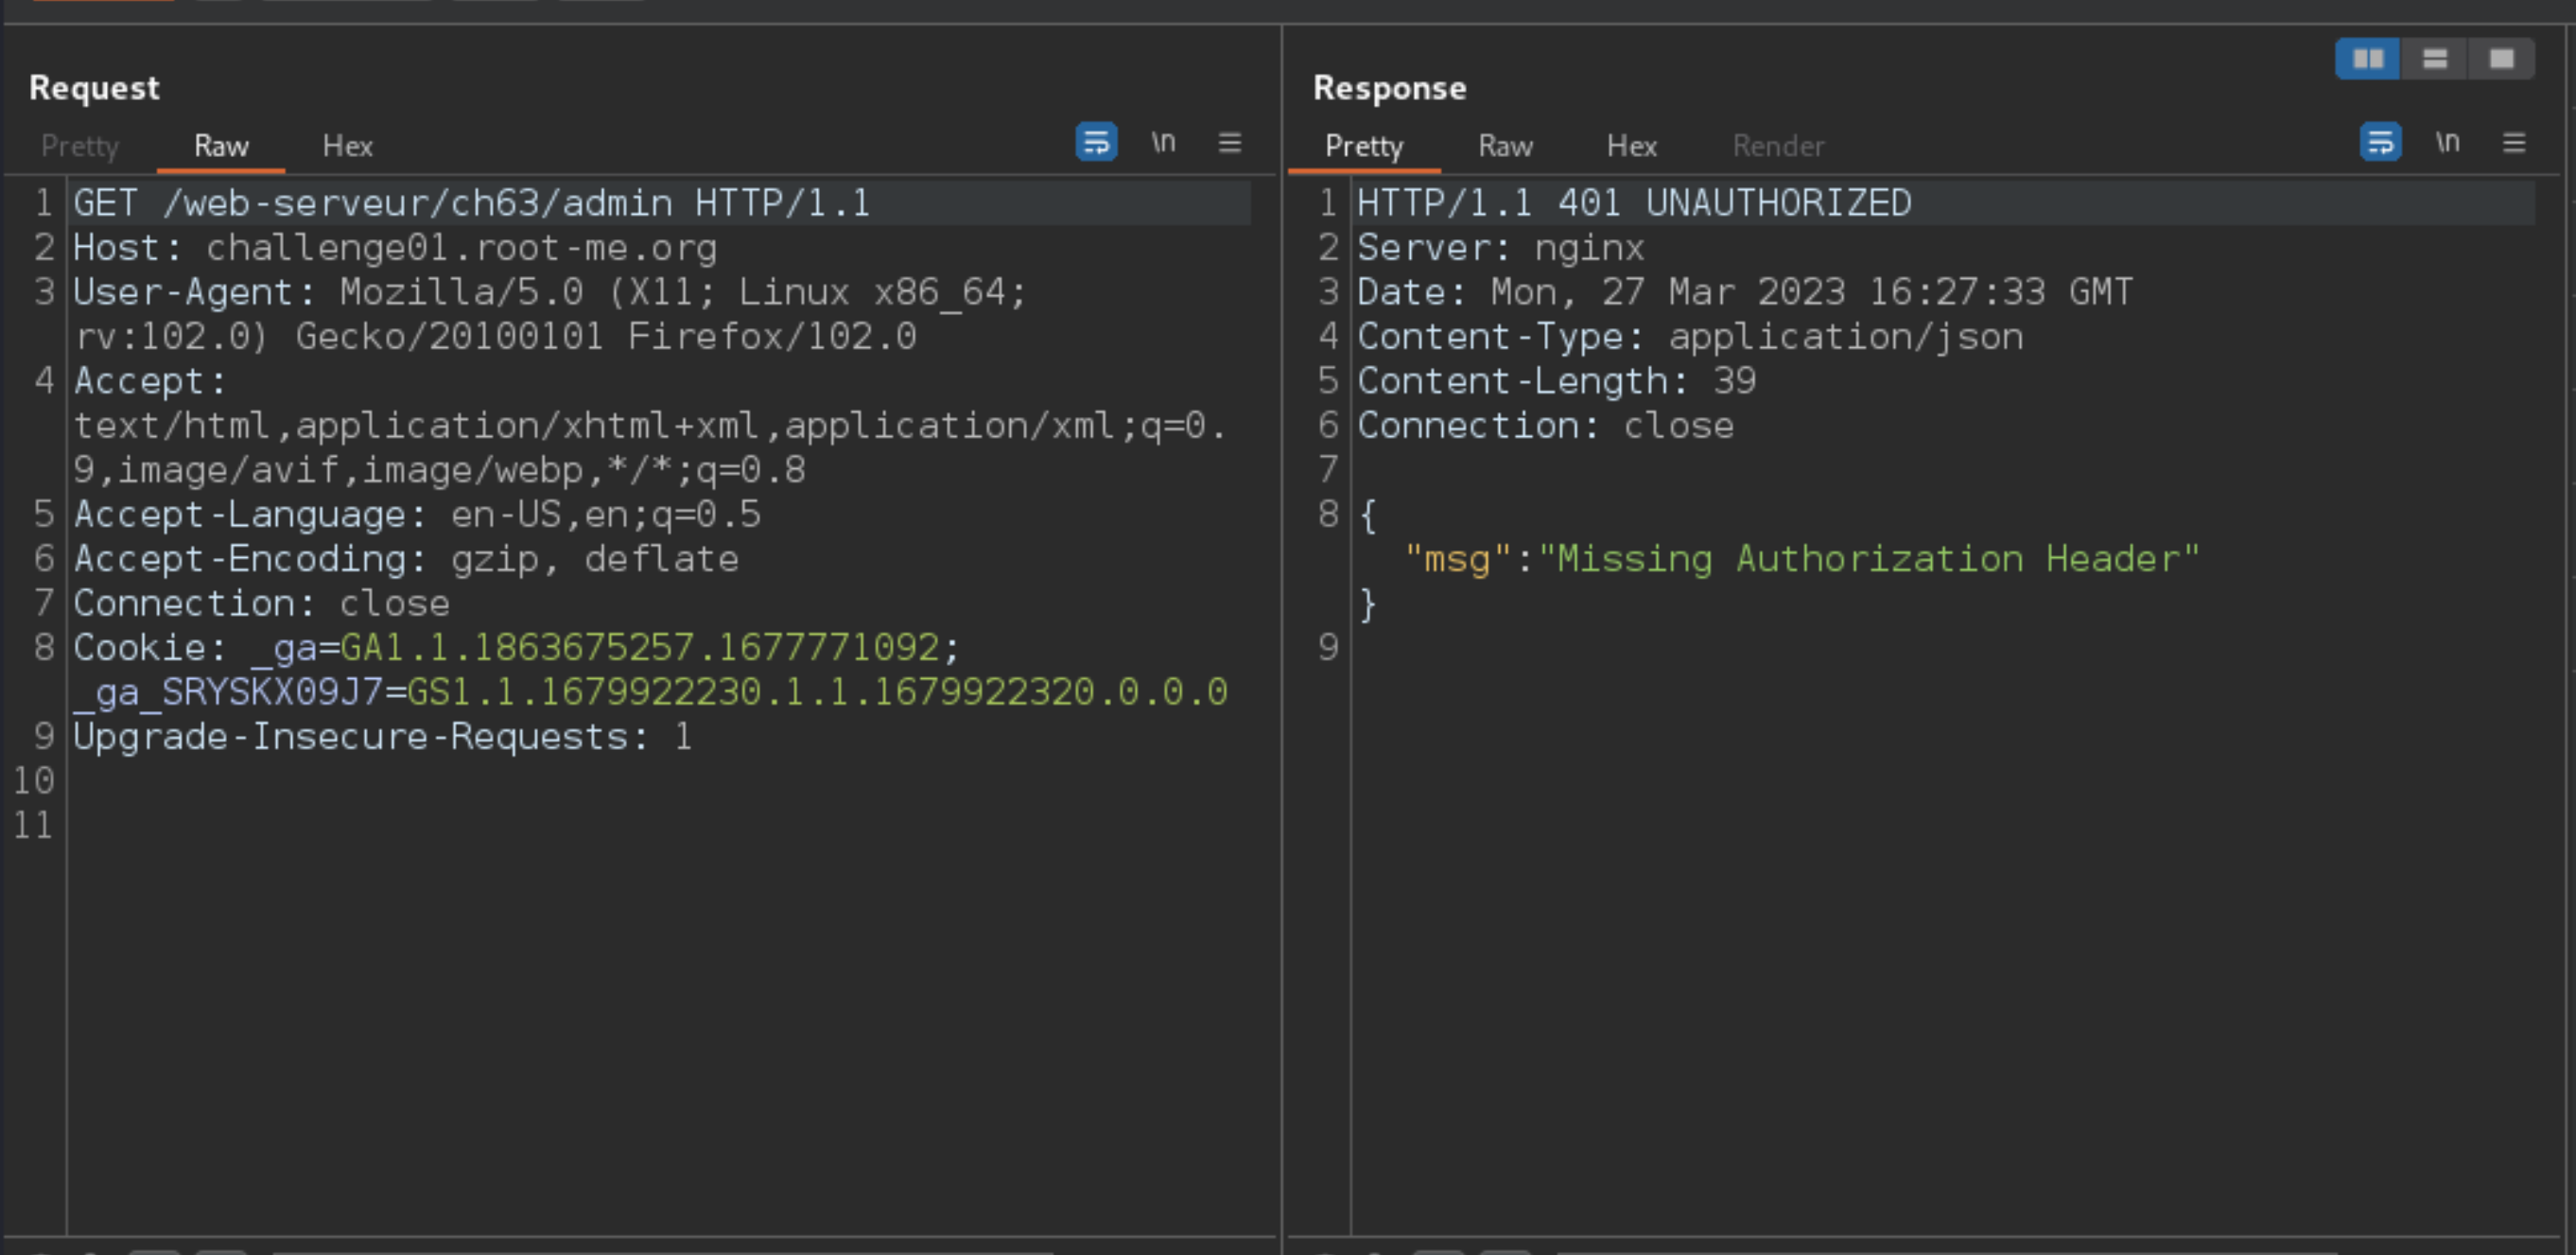 Request
Pretty Raw Hex \n
1 GET /web-serveur/ch63/admin HTTP/1.1
2 Host: challenge01.root-me.org
3 User-Agent: Mozilla/5.0 (X11; Linux x86_64;
rv:102.0) Gecko/20100101 Firefox/102.0
4 Accept:
text/html,application/xhtml+xml,application/xml;q=0.
9,image/avif,image/webp,*/*;q=0.8
5 Accept-Language: en-US,en;q=0.5
6 Accept-Encoding: gzip, deflate
7 Connection: close
8 Cookie: _ga=GA1.1.1863675257.1677771092;
_ga_SRYSKX09J7=GS1.1.1679922230.1.1.1679922320.0.0.0
9 Upgrade-Insecure-Requests: 1
10
11
Response
Pretty Raw Hex Render \n
1 HTTP/1.1 401 UNAUTHORIZED
2 Server: nginx
3 Date: Mon, 27 Mar 2023 16:27:33 GMT
4 Content-Type: application/json
5 Content-Length: 39
6 Connection: close
7
8 {
"msg":"Missing Authorization Header"
}
9